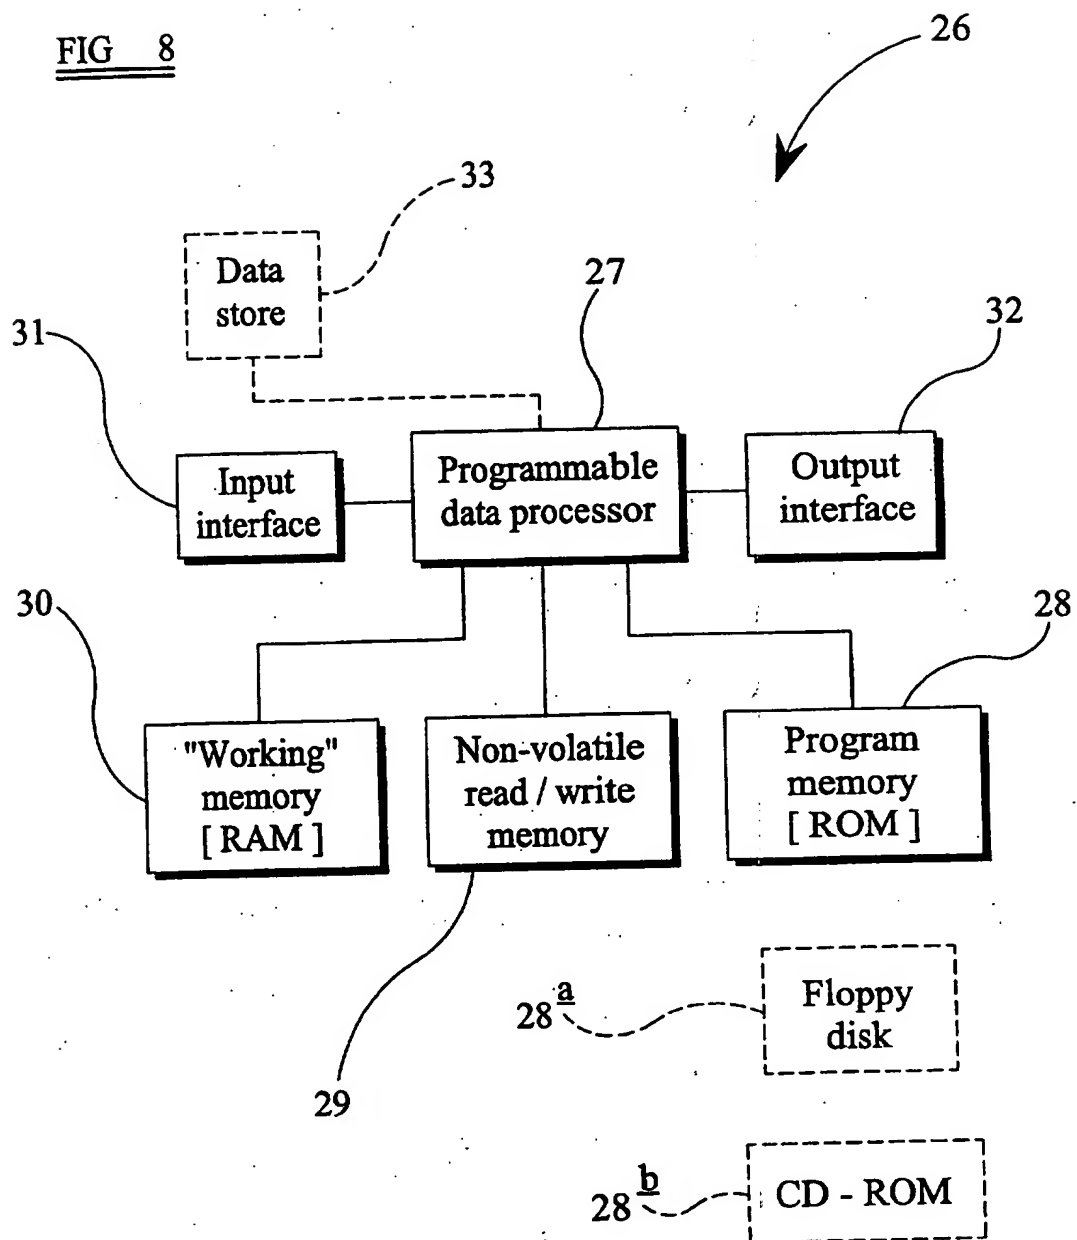 FIG 8
26
33
Data
store
27
31
32
Input
interface
Programmable
data processor
Output
interface
30
28
"Working"
memory
[ RAM ]
Non-volatile
read / write
memory
Program
memory
[ ROM ]
28a
Floppy
disk
29
28b
CD - ROM